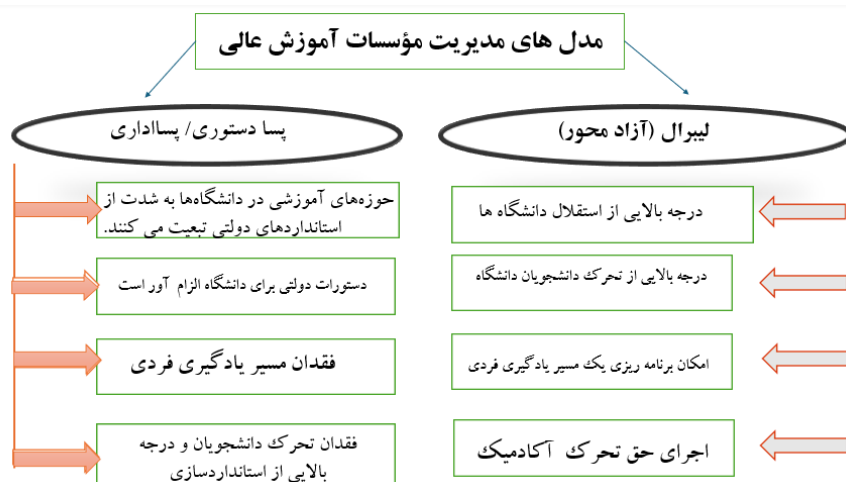 مدل های مدیریت مؤسسات آموزش عالی
لیبرال (آزاد محور)
درجه بالایی از استقلال دانشگاه ها
درجه بالایی از تحرک دانشجویان دانشگاه
امکان برنامه ریزی یک مسیر یادگیری فردی
اجرای حق تحرک آکادمیک
پسا دستوری/ پسااداری
حوزه‌های آموزشی در دانشگاه‌ها به شدت از
استانداردهای دولتی تبعیت می کنند.
دستورات دولتی برای دانشگاه الزام آور است
فقدان مسیر یادگیری فردی
فقدان تحرک دانشجویان و درجه
بالایی از استانداردسازی